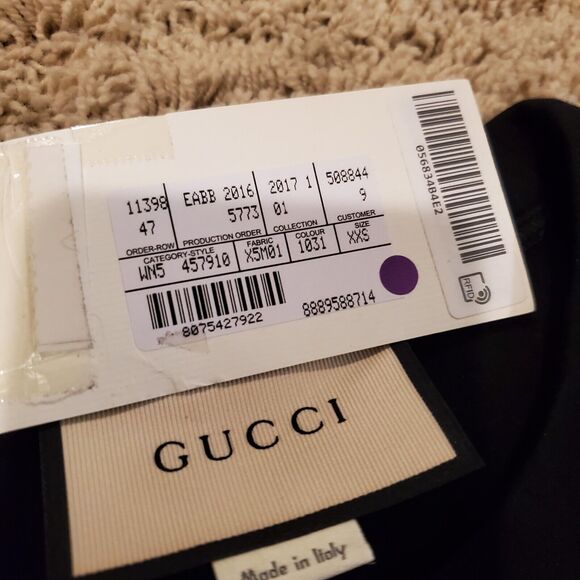 11398 EABB 2016 2017 1 508844
47 5773 01 9
ORDER-ROW PRODUCTION ORDER COLLECTION CUSTOMER
CATEGORY-STYLE FABRIC COLOUR SIZE
WN5 457910 X5M01 1031 XXS
8075427922 8889588714
056834B4E2
RFID
GUCCI
Made in Italy